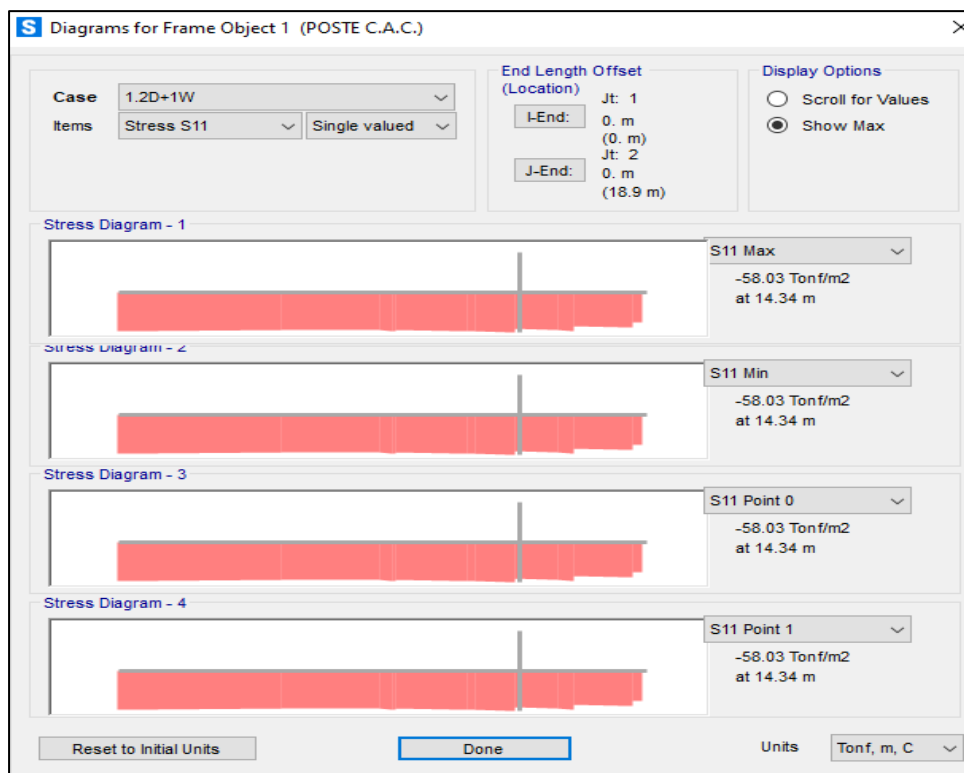 S Diagrams for Frame Object 1 (POSTE C.A.C.)
Case 1.2D+1W
Items Stress S11 Single valued
End Length Offset
(Location)
I-End:
Jt: 1
0. m
(0. m)
J-End:
Jt: 2
0. m
(18.9 m)
Display Options
Scroll for Values
Show Max
Stress Diagram - 1
S11 Max
-58.03 Tonf/m2
at 14.34 m
Stress Diagram - 2
S11 Min
-58.03 Tonf/m2
at 14.34 m
Stress Diagram - 3
S11 Point 0
-58.03 Tonf/m2
at 14.34 m
Stress Diagram - 4
S11 Point 1
-58.03 Tonf/m2
at 14.34 m
Reset to Initial Units
Done
Units Tonf, m, C